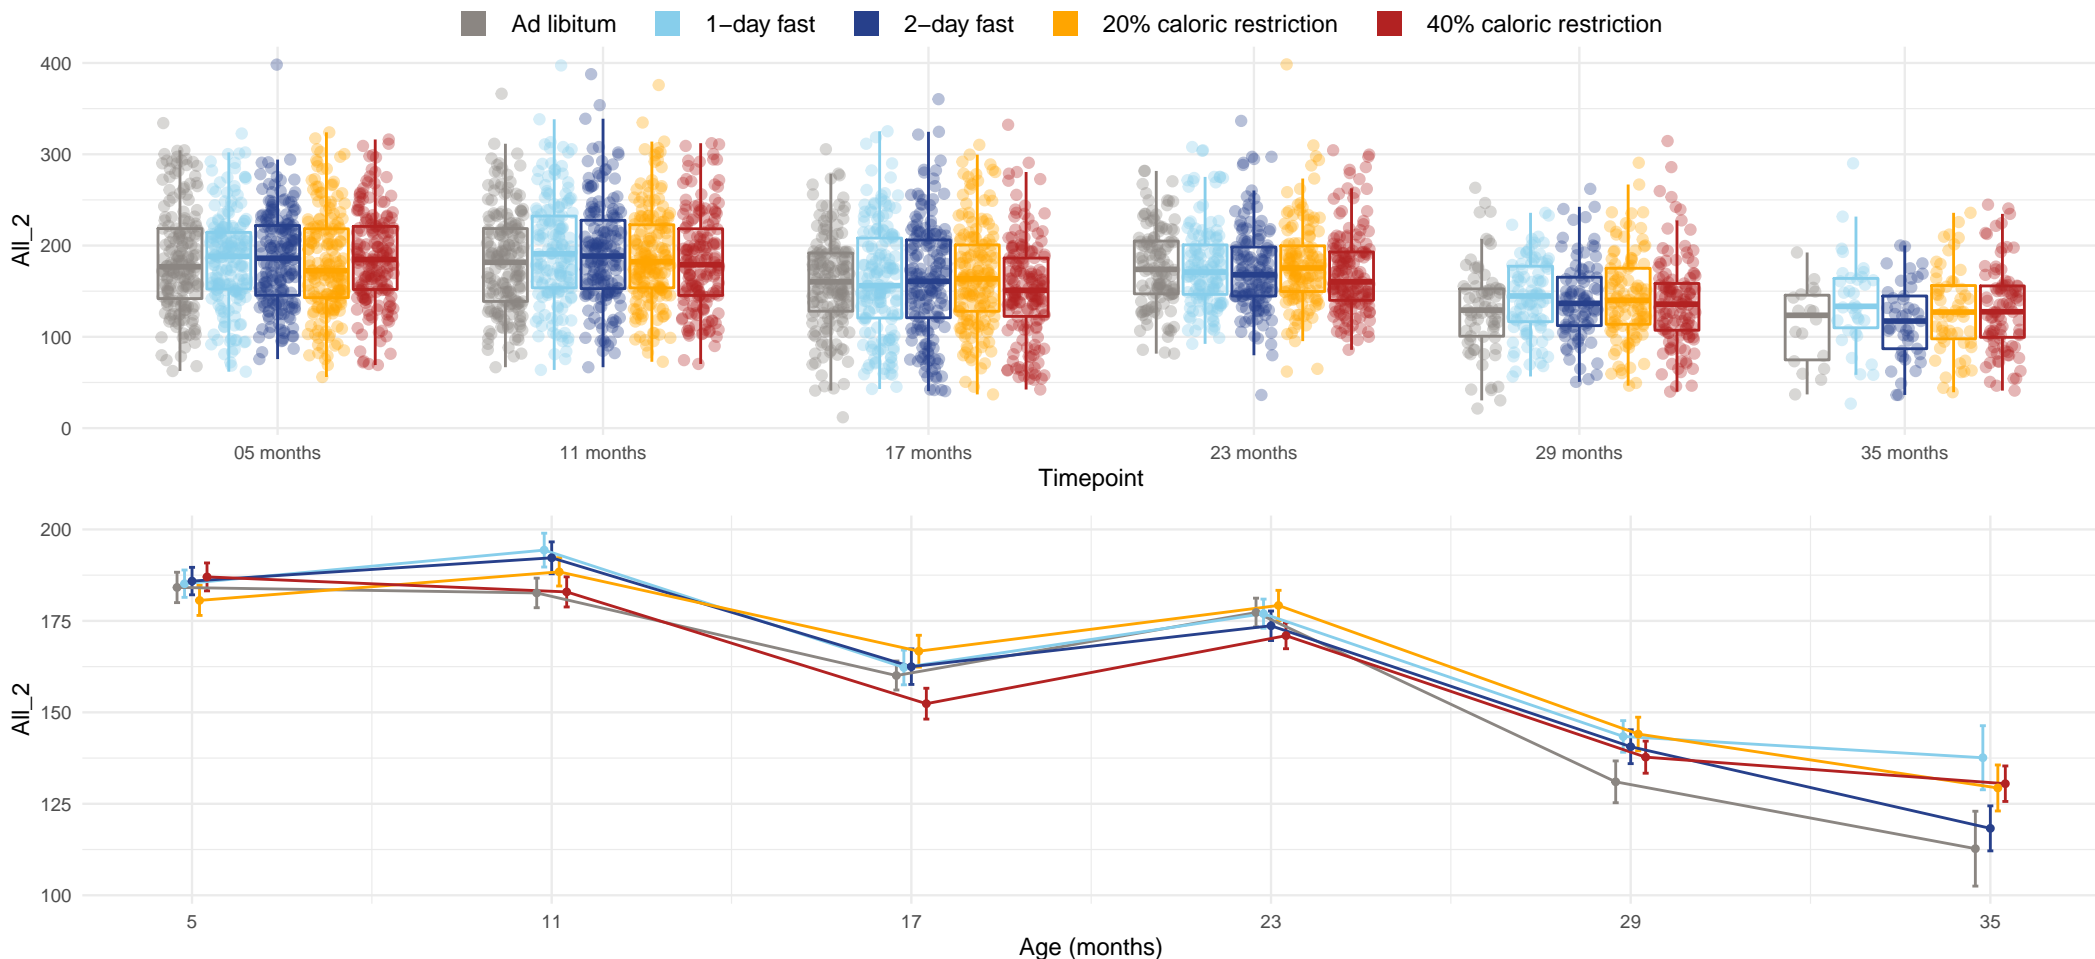 Ad libitum 1−day fast 2−day fast 20% caloric restriction 40% caloric restriction
400
300
200
100
0
All_2
05 months 11 months 17 months 23 months 29 months 35 months
Timepoint
200
175
150
125
100
All_2
5 11 17 23 29 35
Age (months)